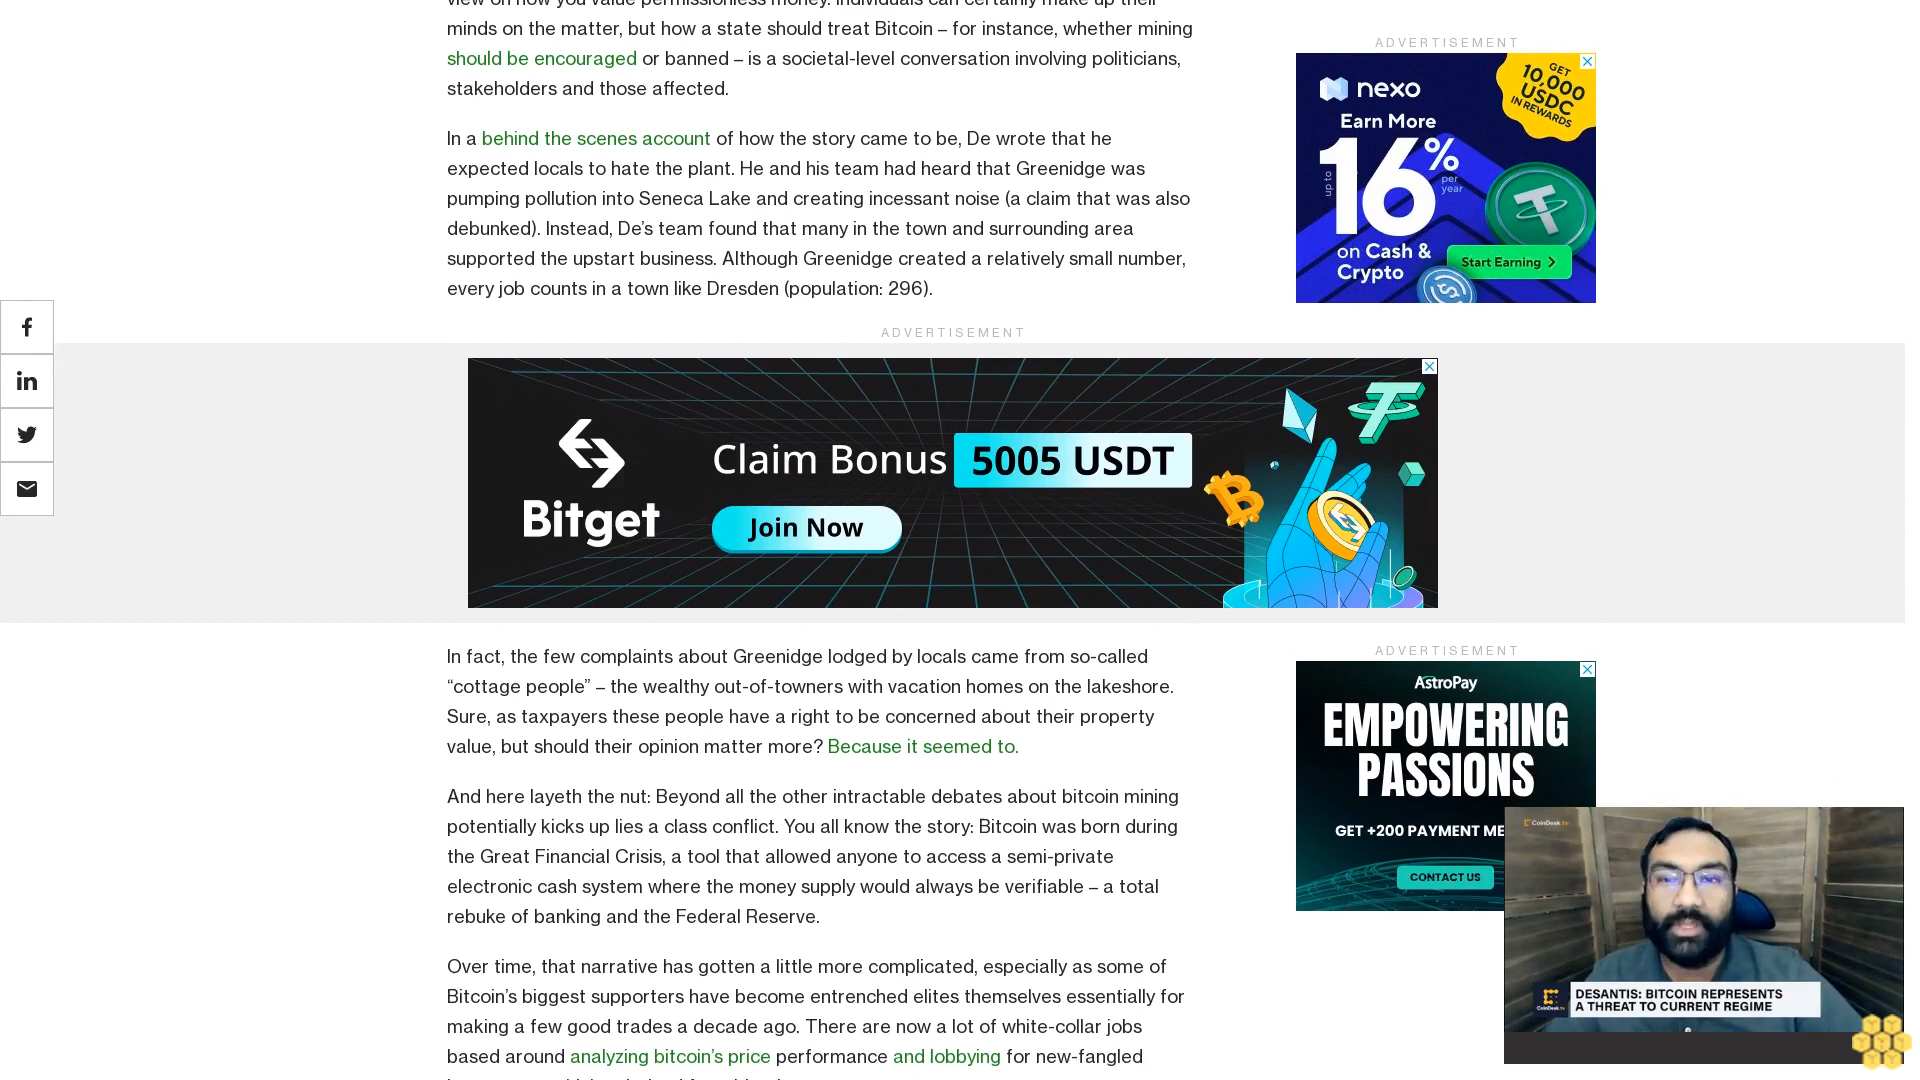 minds on the matter, but how a state should treat Bitcoin – for instance, whether mining
should be encouraged or banned – is a societal-level conversation involving politicians,
stakeholders and those affected.
In a behind the scenes account of how the story came to be, De wrote that he
expected locals to hate the plant. He and his team had heard that Greenidge was
pumping pollution into Seneca Lake and creating incessant noise (a claim that was also
debunked). Instead, De’s team found that many in the town and surrounding area
supported the upstart business. Although Greenidge created a relatively small number,
every job counts in a town like Dresden (population: 296).
ADVERTISEMENT
nexo
GET
10,000
USDC
IN REWARDS
Earn More
up to
16%
per
year
on Cash &
Crypto
Start Earning
ADVERTISEMENT
Bitget
Claim Bonus 5005 USDT
Join Now
In fact, the few complaints about Greenidge lodged by locals came from so-called
“cottage people” – the wealthy out-of-towners with vacation homes on the lakeshore.
Sure, as taxpayers these people have a right to be concerned about their property
value, but should their opinion matter more? Because it seemed to.
And here layeth the nut: Beyond all the other intractable debates about bitcoin mining
potentially kicks up lies a class conflict. You all know the story: Bitcoin was born during
the Great Financial Crisis, a tool that allowed anyone to access a semi-private
electronic cash system where the money supply would always be verifiable – a total
rebuke of banking and the Federal Reserve.
Over time, that narrative has gotten a little more complicated, especially as some of
Bitcoin’s biggest supporters have become entrenched elites themselves essentially for
making a few good trades a decade ago. There are now a lot of white-collar jobs
based around analyzing bitcoin’s price performance and lobbying for new-fangled
ADVERTISEMENT
AstroPay
EMPOWERING
PASSIONS
GET +200 PAYMENT ME
CONTACT US
CoinDesk.tv
DESANTIS: BITCOIN REPRESENTS
A THREAT TO CURRENT REGIME